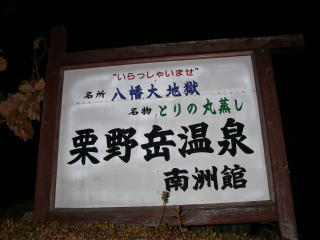 "いらっしゃいませ"
名所 八幡大地獄
名物 とりの丸蒸し
栗野岳温泉
南洲館